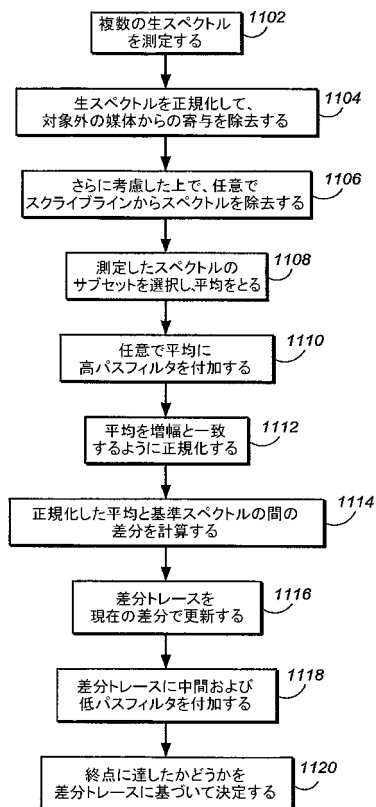 複数の生スペクトル
を測定する
1102
生スペクトルを正規化して、
対象外の媒体からの寄与を除去する
1104
さらに考慮した上で、任意で
スクライブラインからスペクトルを除去する
1106
測定したスペクトルの
サブセットを選択し、平均をとる
1108
任意で平均に
高パスフィルタを付加する
1110
平均を増幅と一致
するように正規化する
1112
正規化した平均と基準スペクトルの間の
差分を計算する
1114
差分トレースを
現在の差分で更新する
1116
差分トレースに中間および
低パスフィルタを付加する
1118
終点に達したかどうかを
差分トレースに基づいて決定する
1120